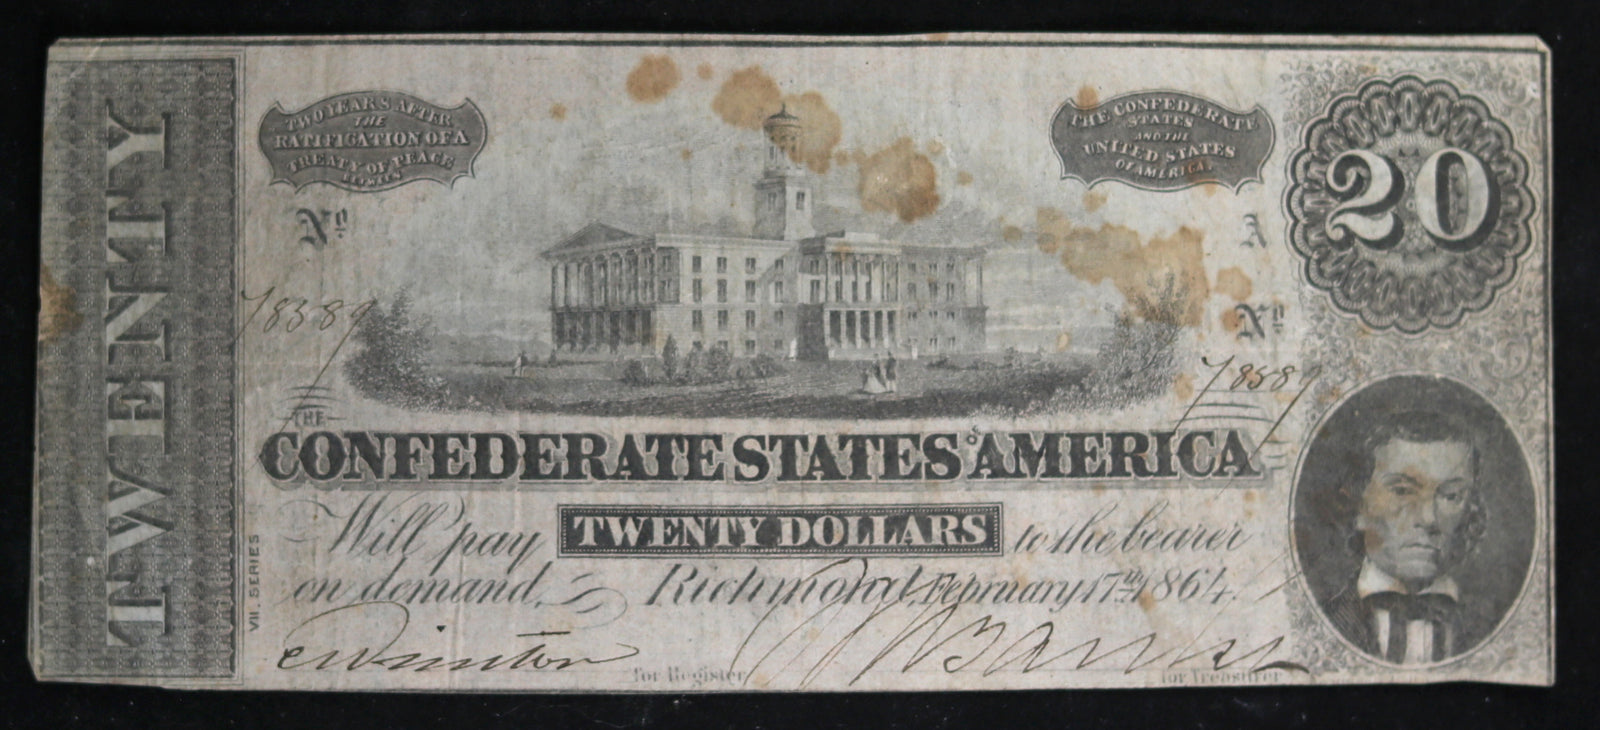 TWENTY
TWO YEARS AFTER
THE
RATIFICATION OF A
TREATY OF PEACE
BETWEEN
THE CONFEDERATE
STATES
AND THE
UNITED STATES
OF AMERICA.
20
No
A
No
78389
78389
THE
CONFEDERATE STATES OF AMERICA
Will pay TWENTY DOLLARS to the bearer
on demand. Richmond, February 17th 1864.
VII. SERIES
for Register
for Treasurer